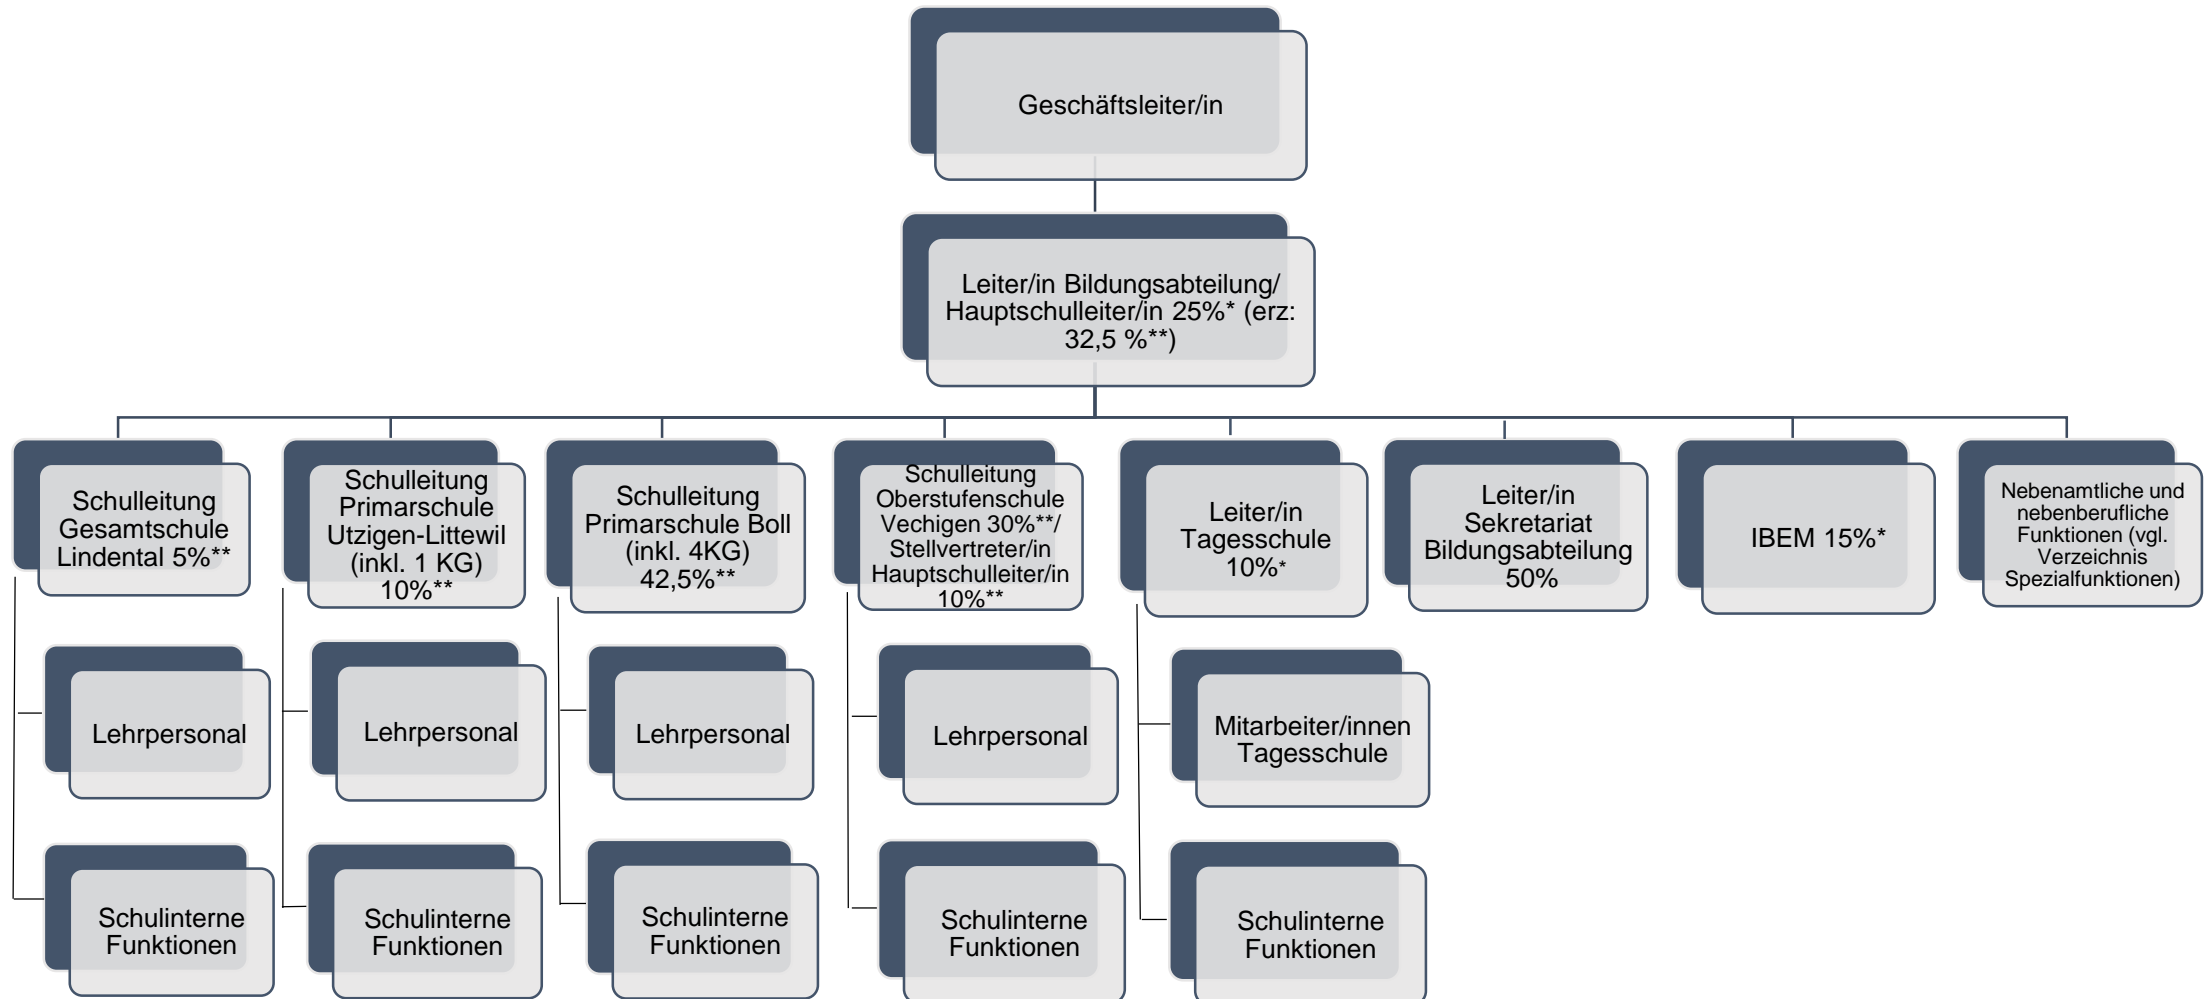 Geschäftsleiter/in
Leiter/in Bildungsabteilung/
Hauptschulleiter/in 25%* (erz:
32,5 %**)
Schulleitung
Gesamtschule
Lindental 5%**
Schulleitung
Primarschule
Utzigen-Littewil
(inkl. 1 KG)
10%**
Schulleitung
Primarschule Boll
(inkl. 4KG)
42,5%**
Schulleitung
Oberstufenschule
Vechigen 30%**/
Stellvertreter/in
Hauptschulleiter/in
10%**
Leiter/in
Tagesschule
10%*
Leiter/in
Sekretariat
Bildungsabteilung
50%
IBEM 15%*
Nebenamtliche und
nebenberufliche
Funktionen (vgl.
Verzeichnis
Spezialfunktionen)
Lehrpersonal
Lehrpersonal
Lehrpersonal
Lehrpersonal
Mitarbeiter/innen
Tagesschule
Schulinterne
Funktionen
Schulinterne
Funktionen
Schulinterne
Funktionen
Schulinterne
Funktionen
Schulinterne
Funktionen